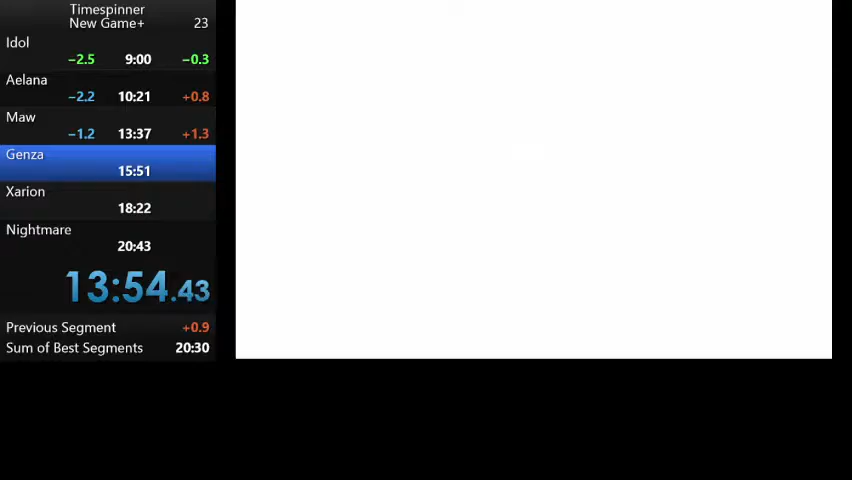 Timespinner
New Game+ 23
Idol
−2.5 9:00 −0.3
Aelana
−2.2 10:21 +0.8
Maw
−1.2 13:37 +1.3
Genza
15:51
Xarion
18:22
Nightmare
20:43
13:54.43
Previous Segment +0.9
Sum of Best Segments 20:30